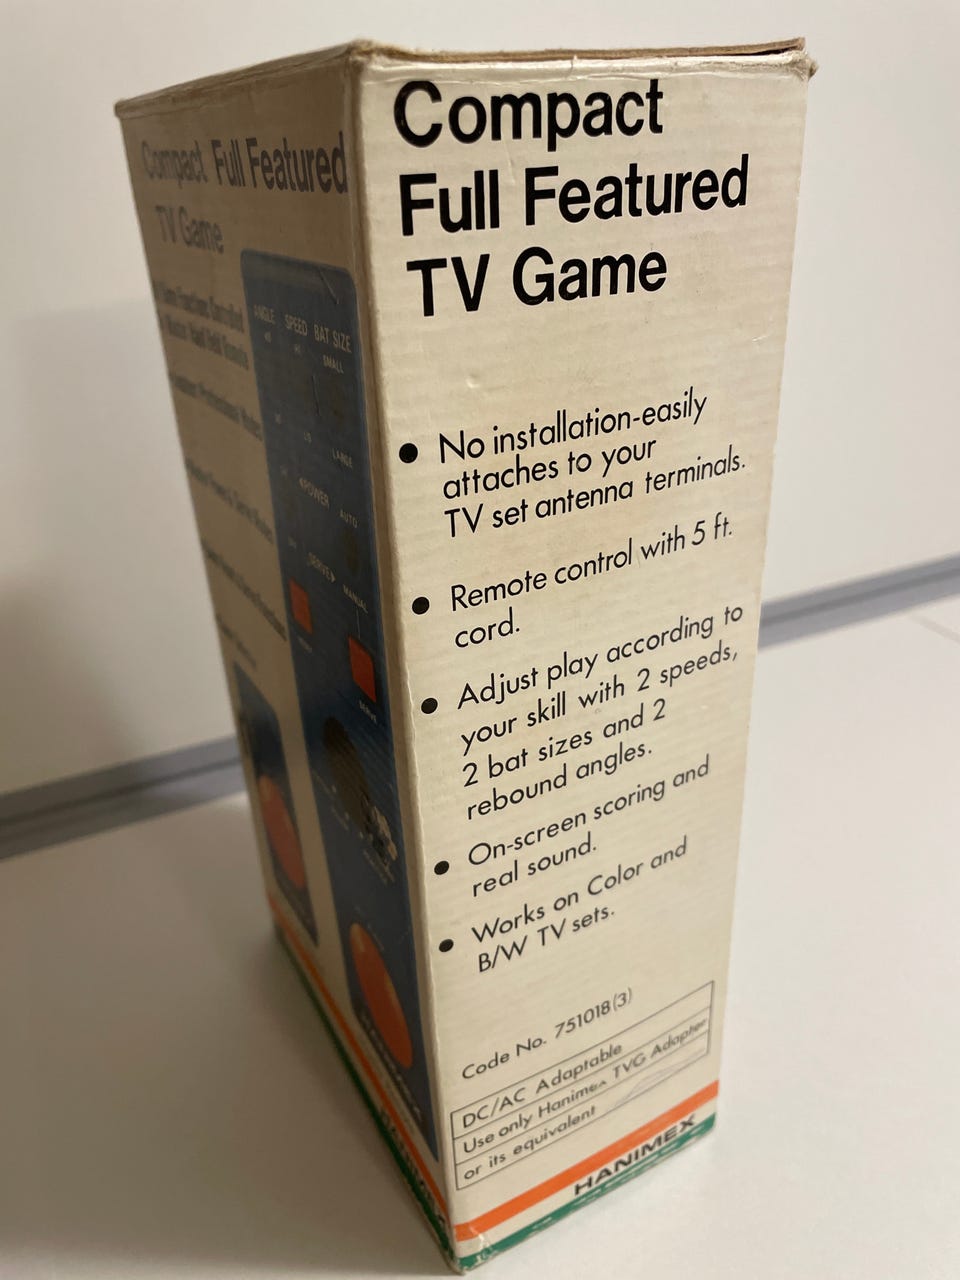 Compact
Full Featured
TV Game
• No installation-easily
attaches to your
TV set antenna terminals.
• Remote control with 5 ft.
cord.
• Adjust play according to
your skill with 2 speeds,
2 bat sizes and 2
rebound angles.
• On-screen scoring and
real sound.
• Works on Color and
B/W TV sets.
Code No. 751018(3)
DC/AC Adaptable
Use only Hanimex TVG Adapter
or its equivalent
HANIMEX
Compact Full Featured
TV Game
ANGLE SPEED BAT SIZE
SMALL
LARGE
POWER AUTO
SERVE MANUAL
SERVE